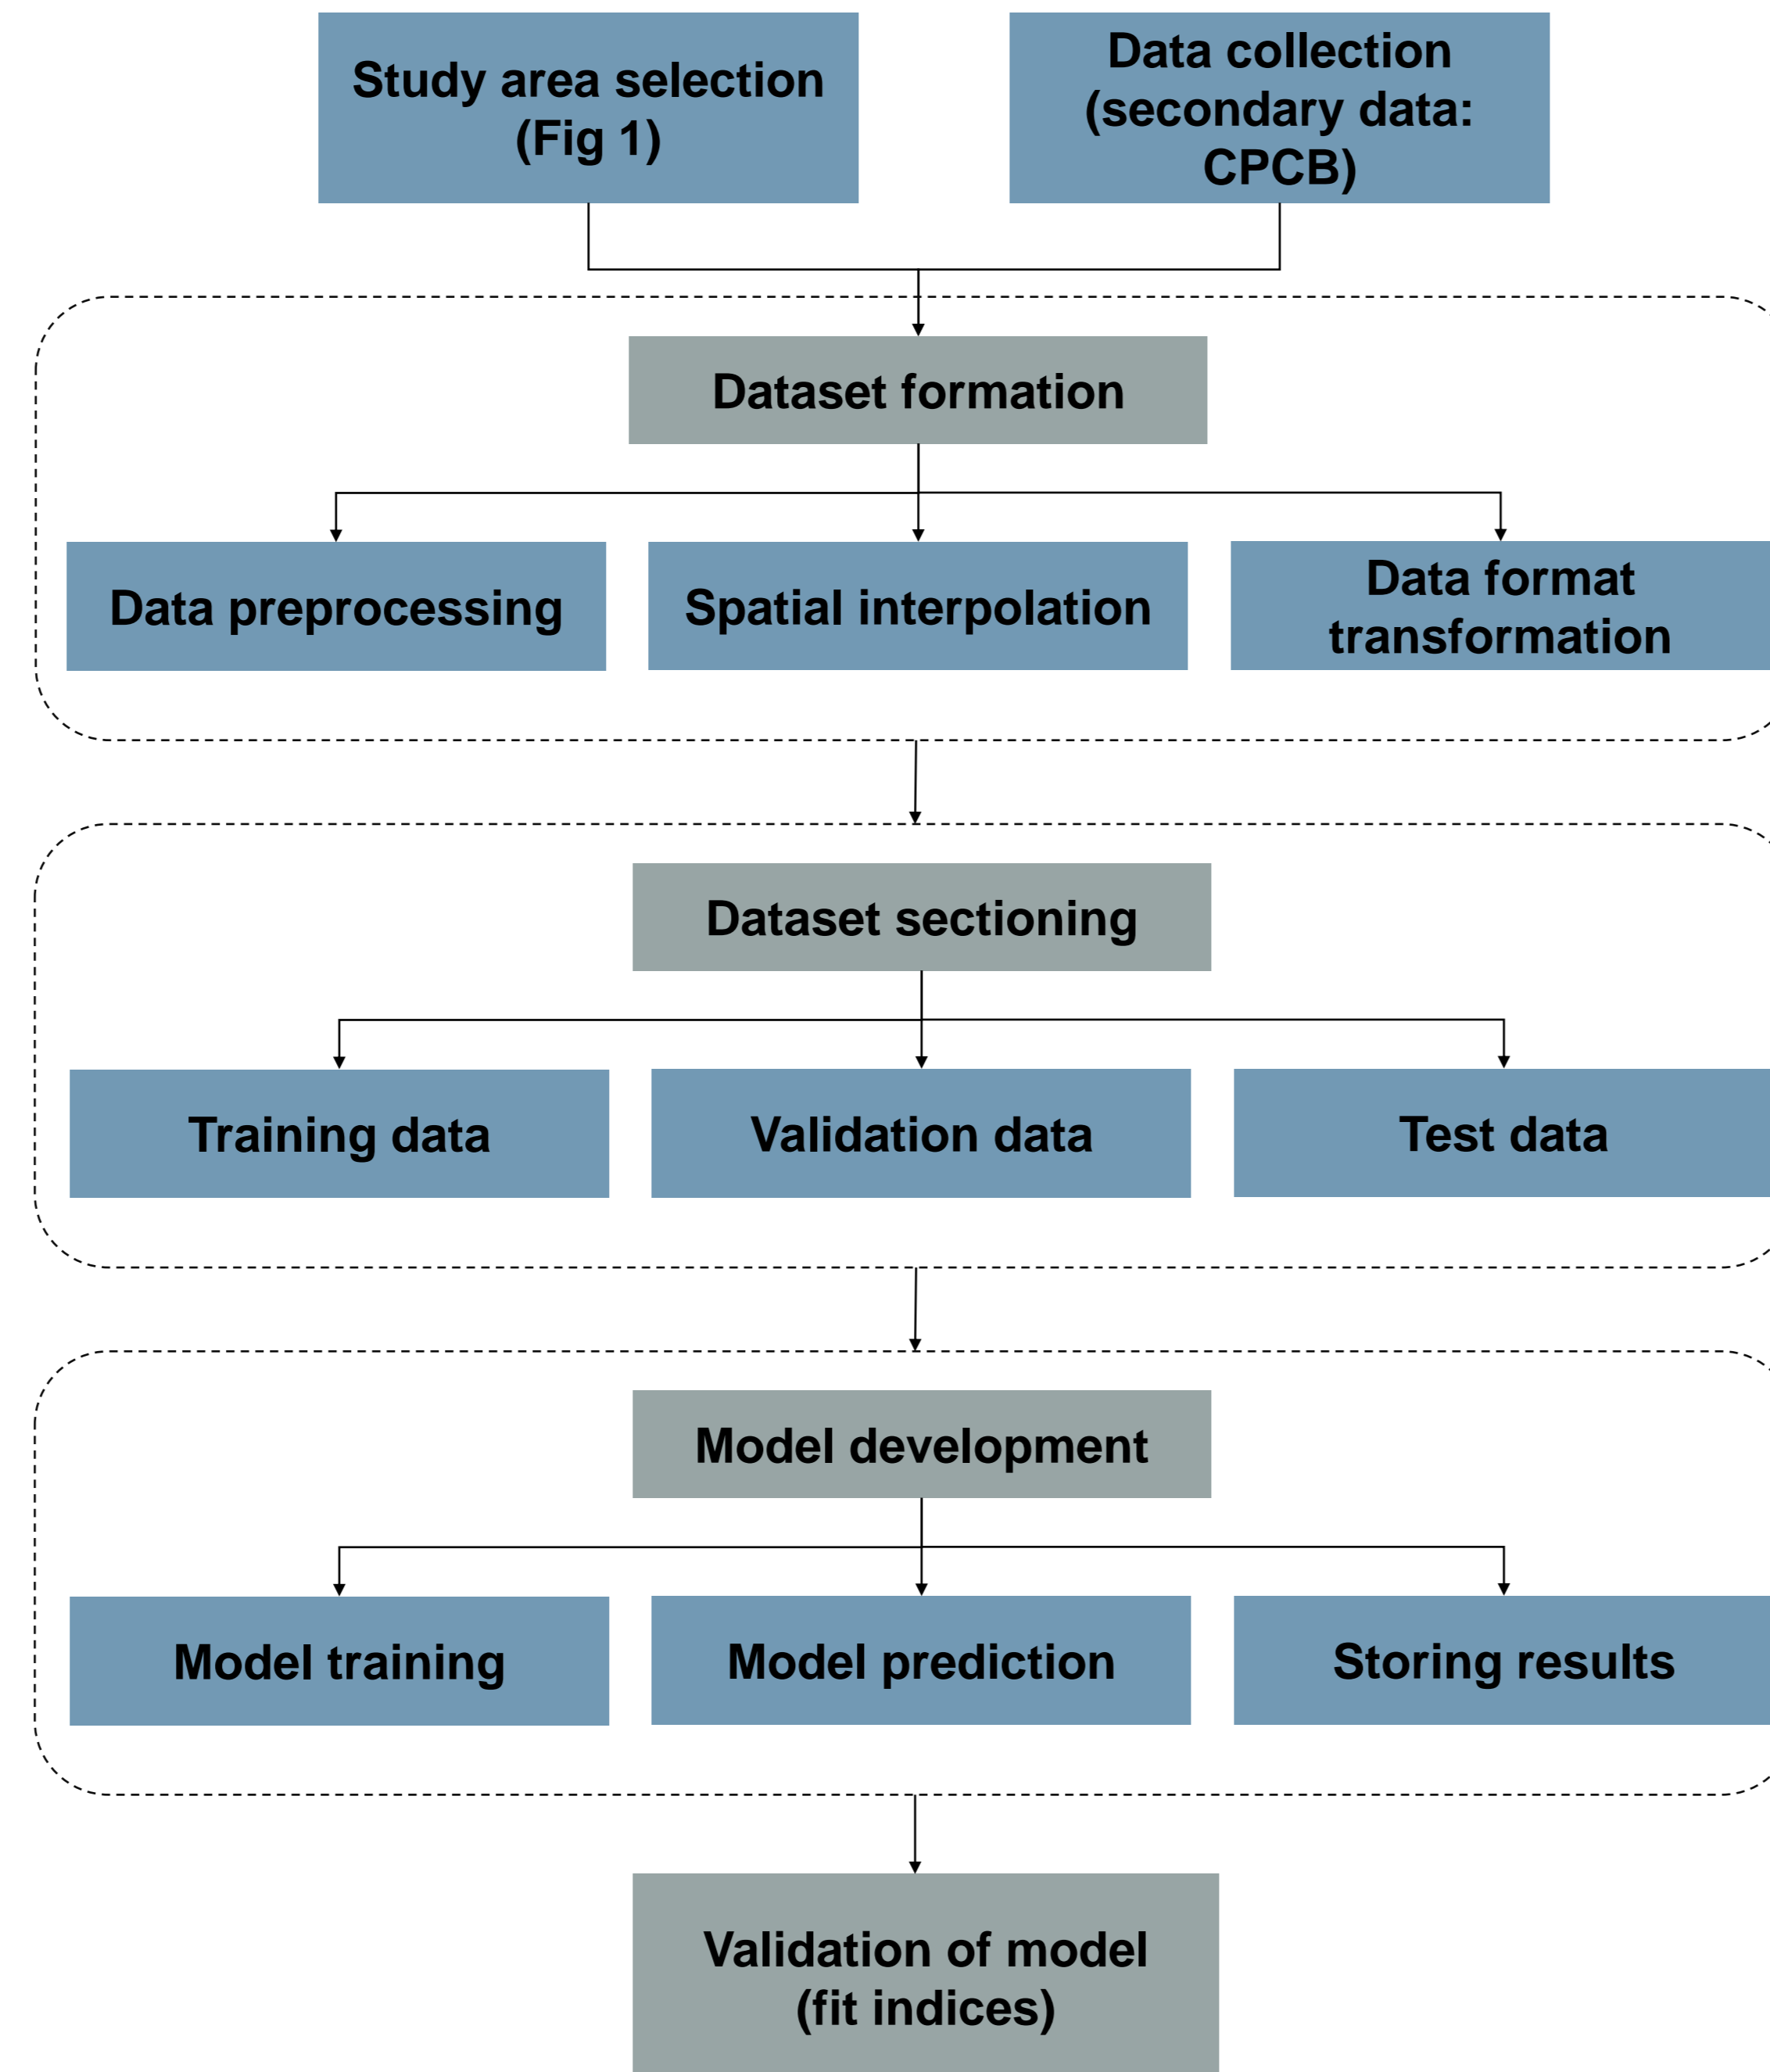 Study area selection
(Fig 1)
Data collection
(secondary data:
CPCB)
Dataset formation
Data preprocessing
Spatial interpolation
Data format
transformation
Dataset sectioning
Training data
Validation data
Test data
Model development
Model training
Model prediction
Storing results
Validation of model
(fit indices)